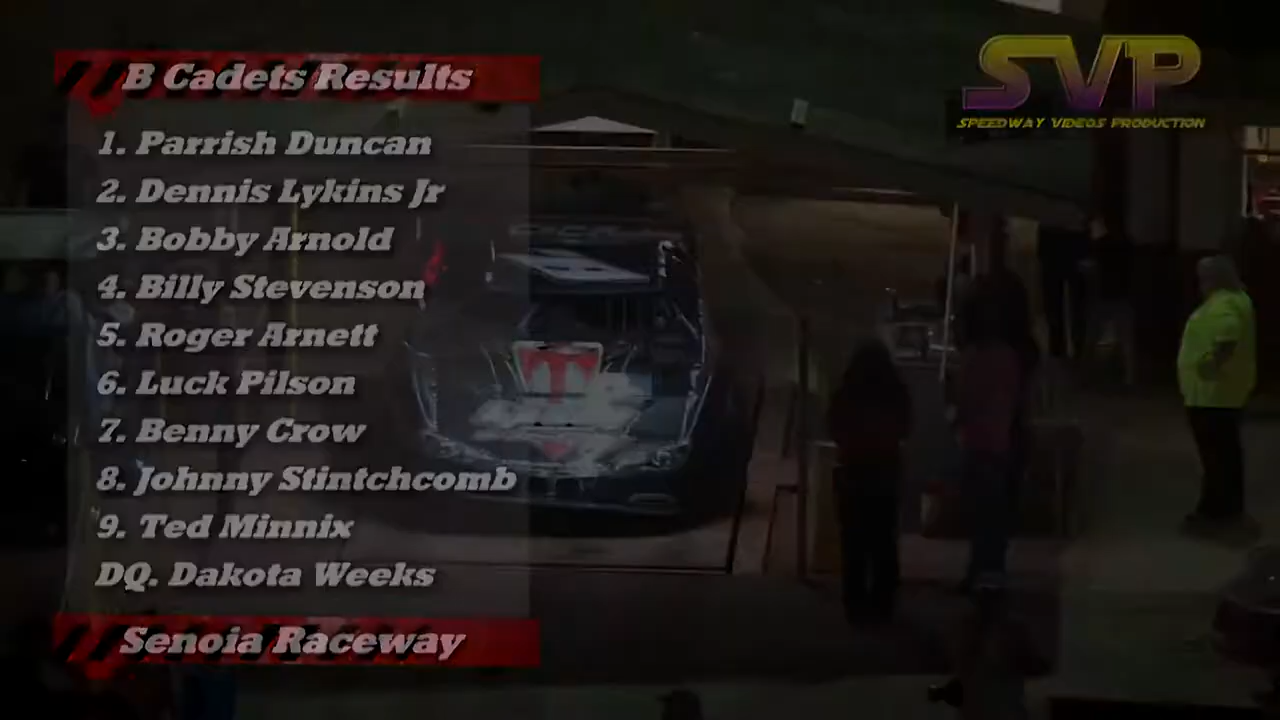 B Cadets Results
1. Parrish Duncan
2. Dennis Lykins Jr
3. Bobby Arnold
4. Billy Stevenson
5. Roger Arnett
6. Luck Pilson
7. Benny Crow
8. Johnny Stintchcomb
9. Ted Minnix
DQ. Dakota Weeks
Senoia Raceway
SVP
SPEEDWAY VIDEOS PRODUCTION